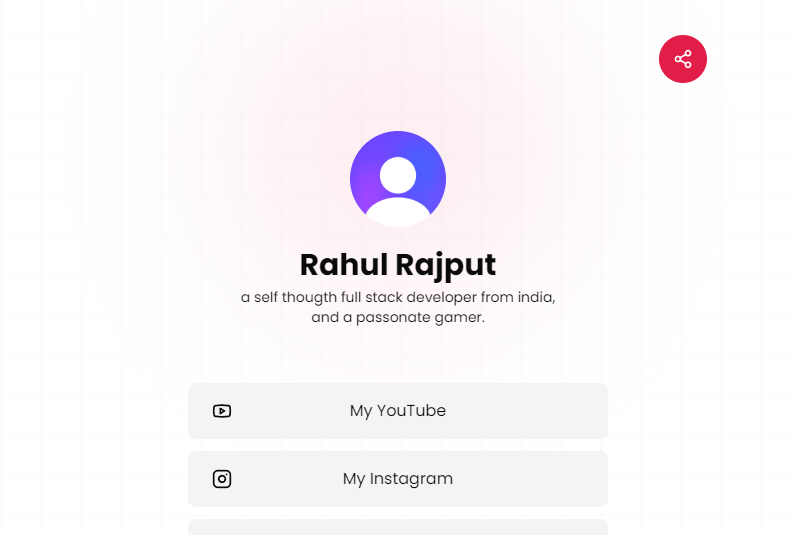 Rahul Rajput
a self thougth full stack developer from india,
and a passonate gamer.
My YouTube
My Instagram